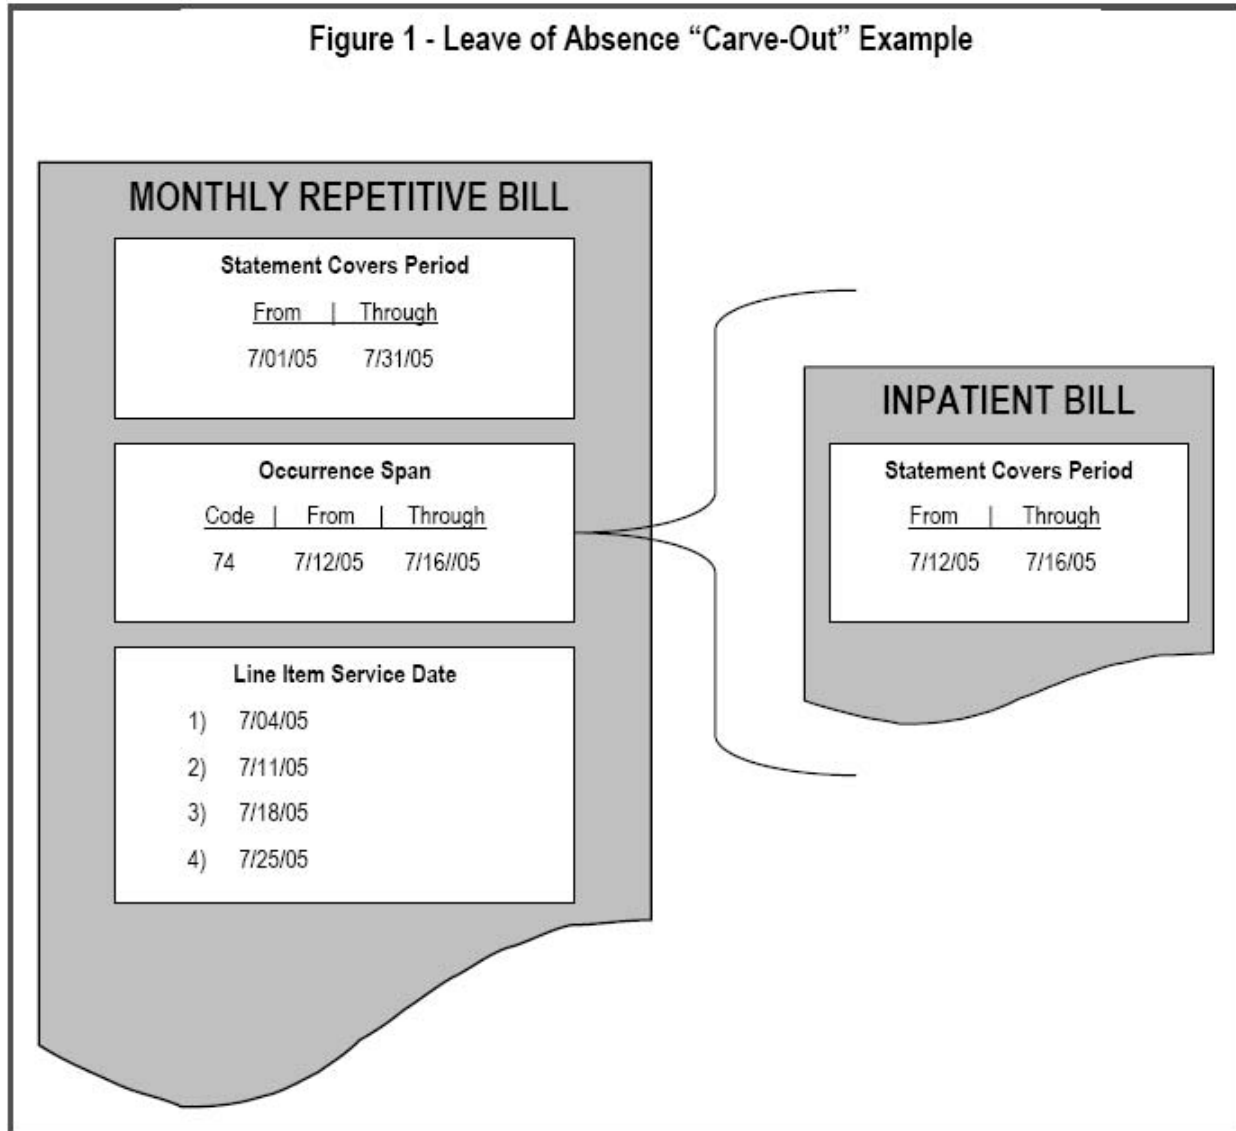 Figure 1 - Leave of Absence “Carve-Out” Example
MONTHLY REPETITIVE BILL
Statement Covers Period
From | Through
7/01/05 7/31/05
Occurrence Span
Code | From | Through
74 7/12/05 7/16//05
Line Item Service Date
1) 7/04/05
2) 7/11/05
3) 7/18/05
4) 7/25/05
INPATIENT BILL
Statement Covers Period
From | Through
7/12/05 7/16/05